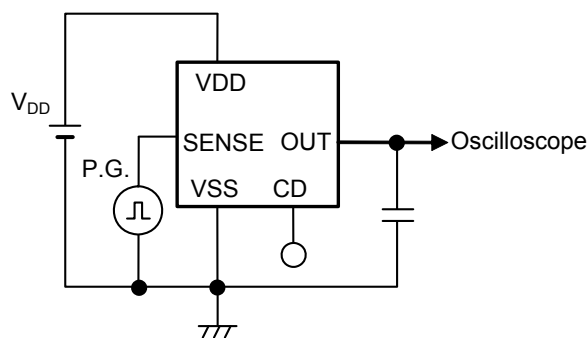 VDD
VDD
SENSE OUT
Oscilloscope
P.G.
VSS CD